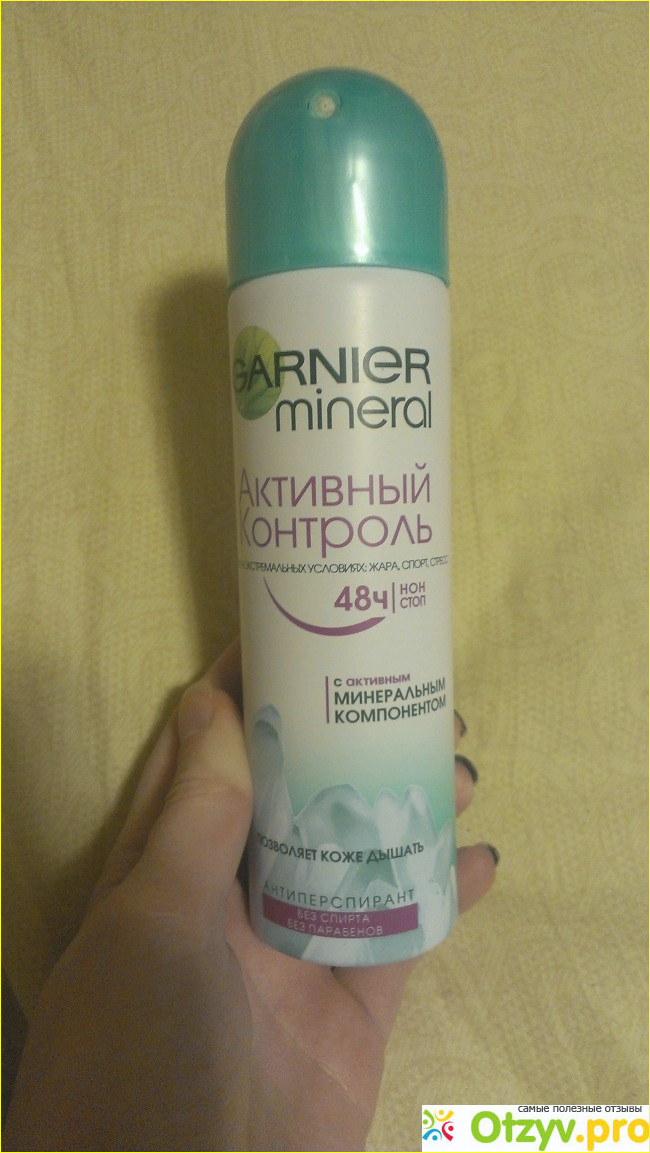 GARNIER
mineral
Активный
Контроль
ЭКСТРЕМАЛЬНЫХ УСЛОВИЯХ: ЖАРА, СПОРТ, СТРЕСС
48ч НОН
СТОП
с активным
МИНЕРАЛЬНЫМ
КОМПОНЕНТОМ
ПОЗВОЛЯЕТ КОЖЕ ДЫШАТЬ
АНТИПЕРСПИРАНТ
БЕЗ СПИРТА
БЕЗ ПАРАБЕНОВ
самые полезные отзывы
Otzyv.pro